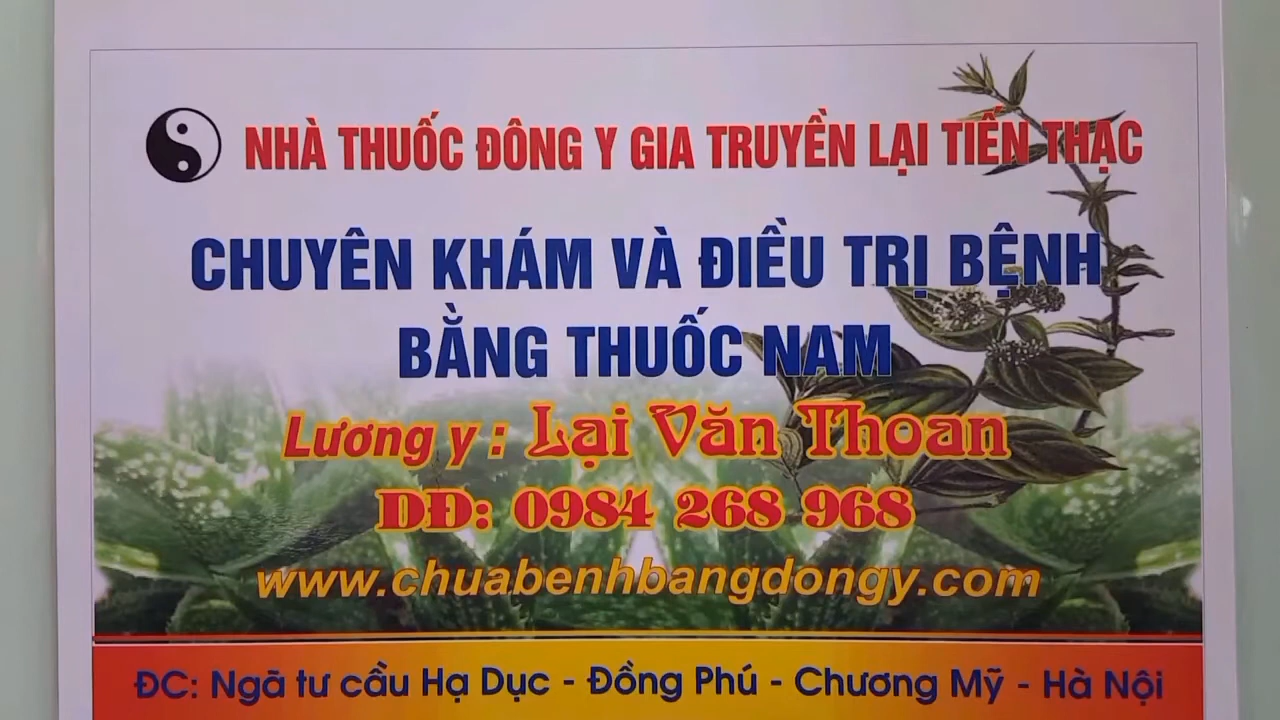 NHÀ THUỐC ĐÔNG Y GIA TRUYỀN LẠI TIẾN THẠC
CHUYÊN KHÁM VÀ ĐIỀU TRỊ BỆNH
BẰNG THUỐC NAM
Lương y : Lại Văn Thoan
DĐ: 0984 268 968
www.chuabenhbangdongy.com
ĐC: Ngã tư cầu Hạ Dục - Đồng Phú - Chương Mỹ - Hà Nội